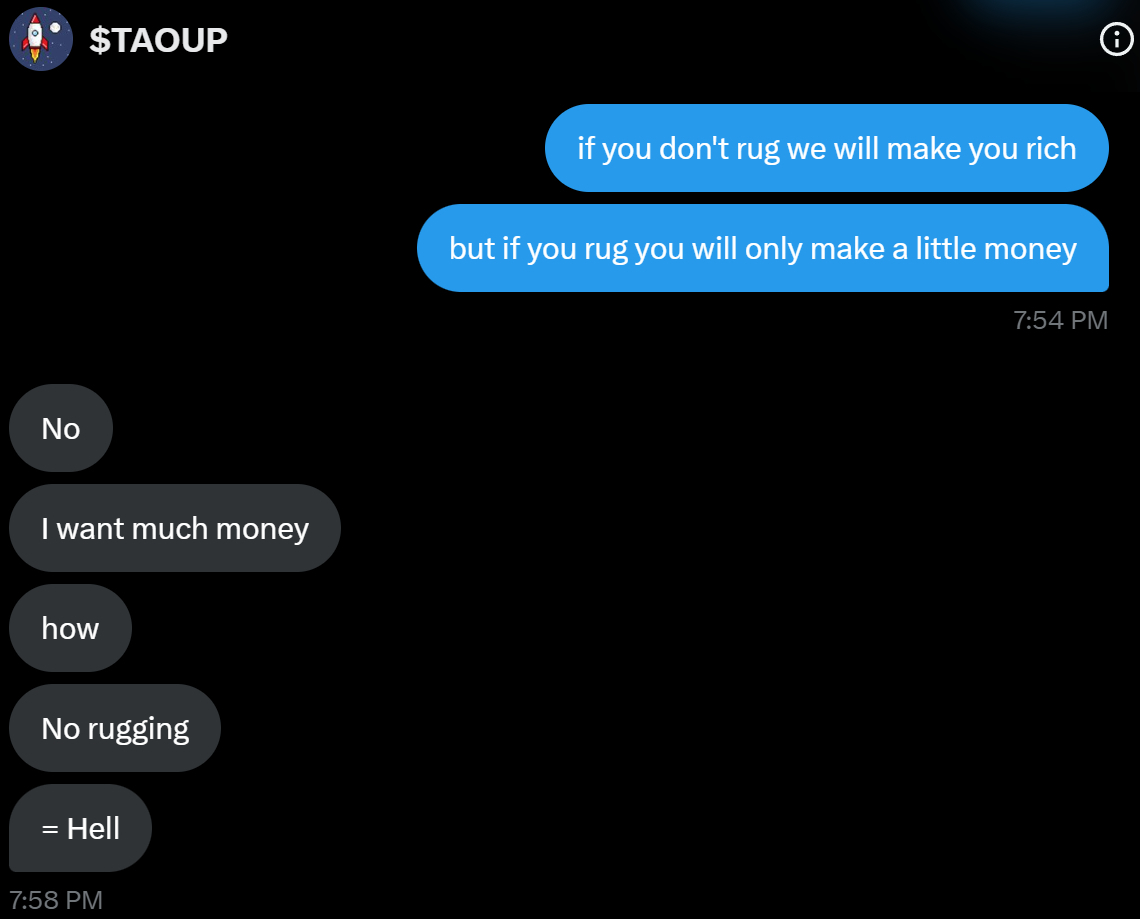 $TAOUP
if you don't rug we will make you rich
but if you rug you will only make a little money
7:54 PM
No
I want much money
how
No rugging
= Hell
7:58 PM